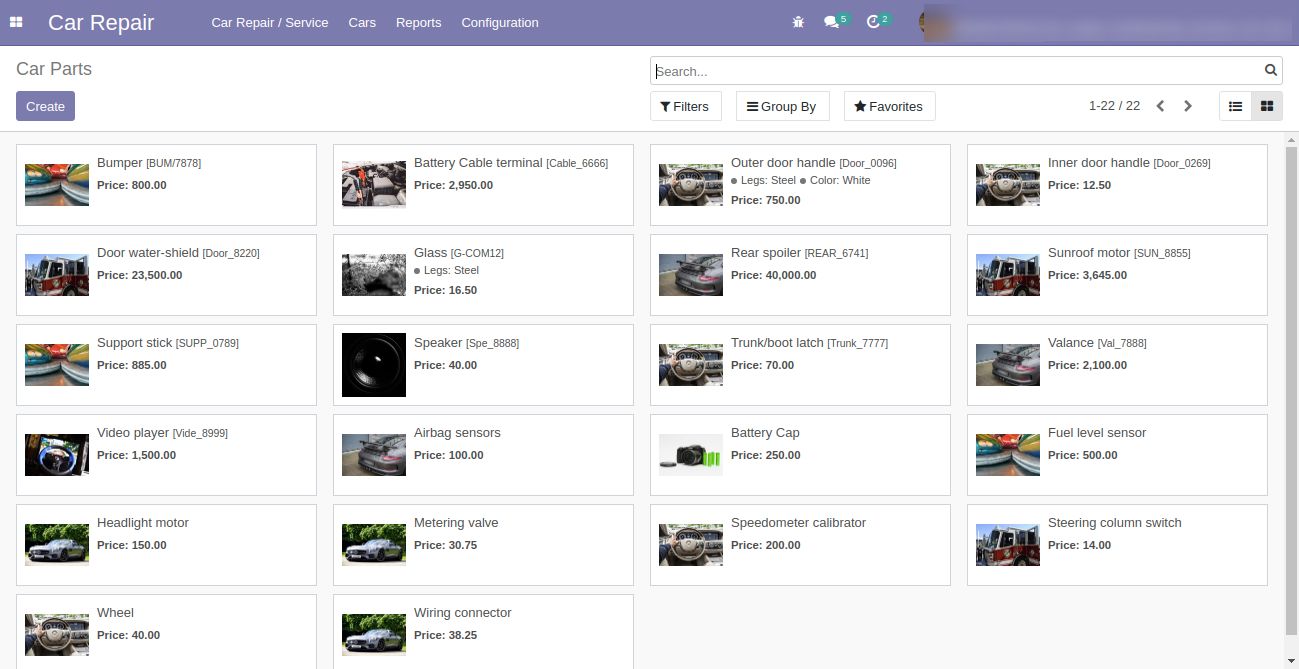 Car Repair Car Repair / Service Cars Reports Configuration 5 2
Car Parts
Search...
Create Filters Group By Favorites 1-22 / 22
Bumper [BUM/7878]
Price: 800.00
Battery Cable terminal [Cable_6666]
Price: 2,950.00
Outer door handle [Door_0096]
Legs: Steel Color: White
Price: 750.00
Inner door handle [Door_0269]
Price: 12.50
Door water-shield [Door_8220]
Price: 23,500.00
Glass [G-COM12]
Legs: Steel
Price: 16.50
Rear spoiler [REAR_6741]
Price: 40,000.00
Sunroof motor [SUN_8855]
Price: 3,645.00
Support stick [SUPP_0789]
Price: 885.00
Speaker [Spe_8888]
Price: 40.00
Trunk/boot latch [Trunk_7777]
Price: 70.00
Valance [Val_7888]
Price: 2,100.00
Video player [Vide_8999]
Price: 1,500.00
Airbag sensors
Price: 100.00
Battery Cap
Price: 250.00
Fuel level sensor
Price: 500.00
Headlight motor
Price: 150.00
Metering valve
Price: 30.75
Speedometer calibrator
Price: 200.00
Steering column switch
Price: 14.00
Wheel
Price: 40.00
Wiring connector
Price: 38.25